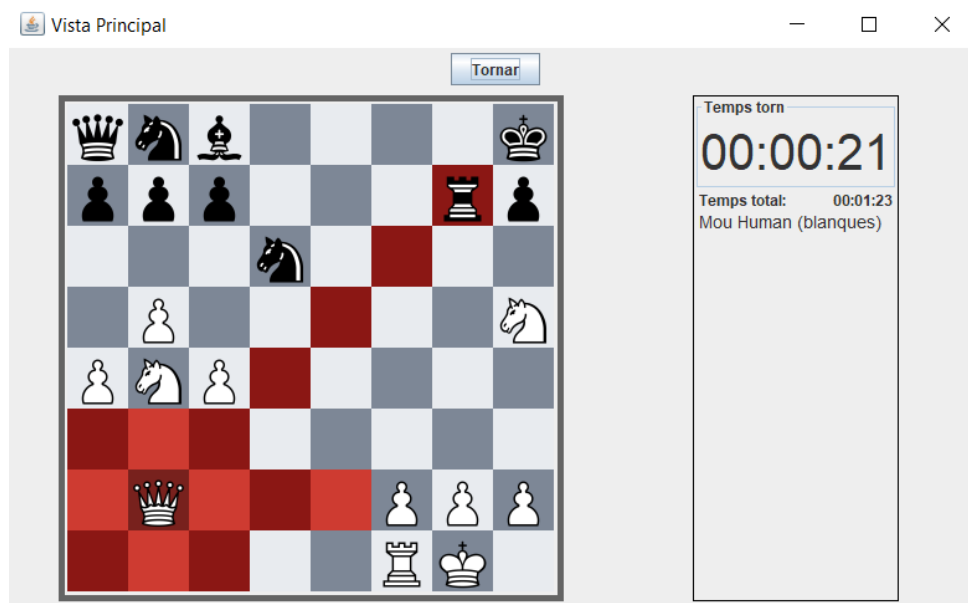 Vista Principal
Tornar
Temps torn
00:00:21
Temps total: 00:01:23
Mou Human (blanques)